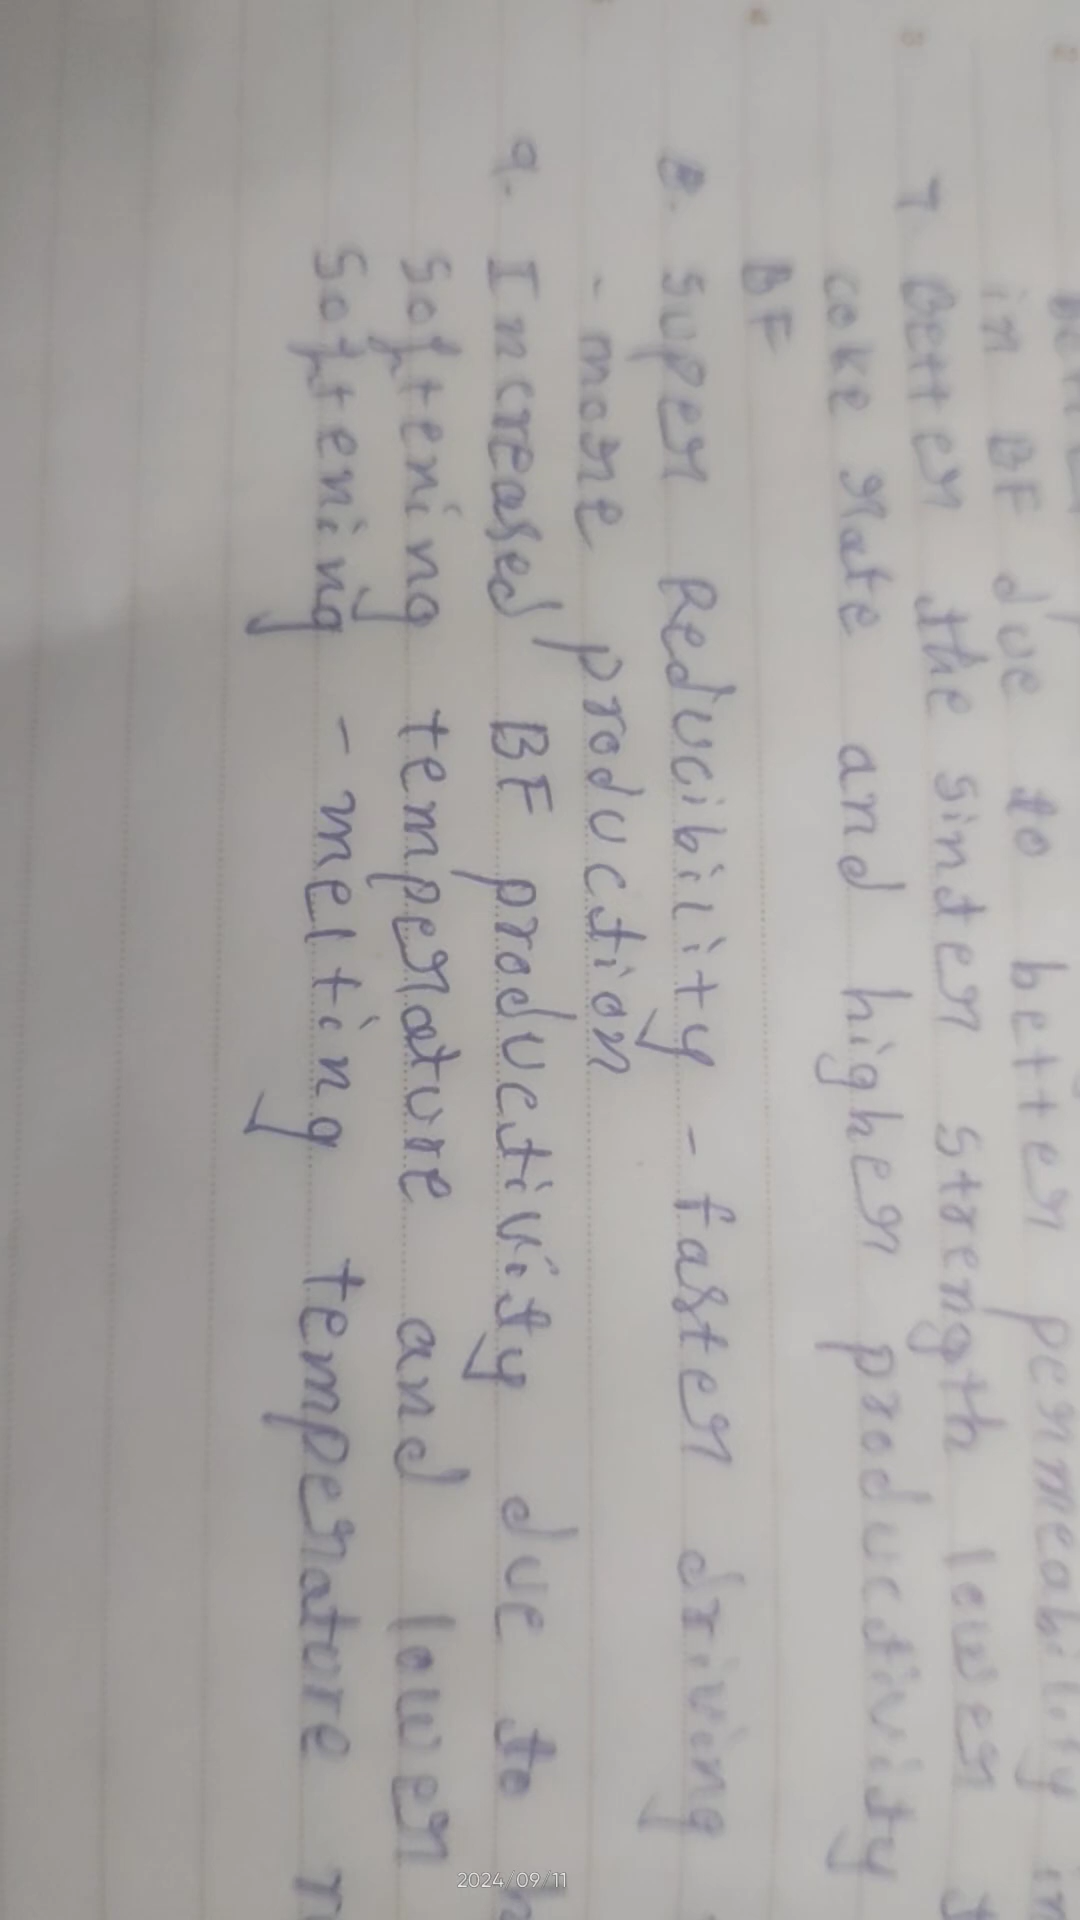 in BF due to better permeability in
7. Better the sinter strength lower
coke rate and higher productivity
BF
8. super Reducibility - faster driving
- more production
9. Increased BF productivity due to
softening temperature and lower
softening - melting temperature
2024/09/11